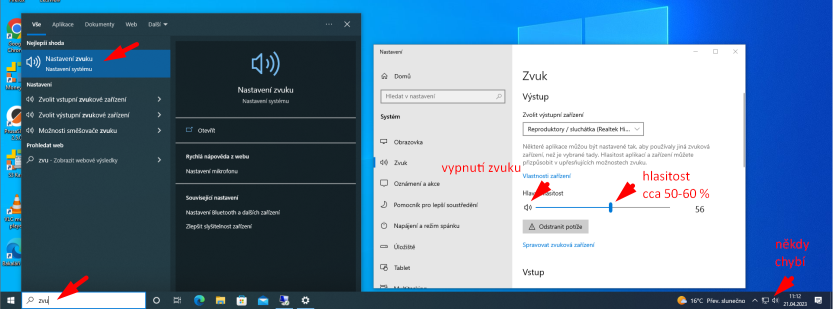 Vše Aplikace Dokumenty Web Další
Nejlepší shoda
Nastavení zvuku
Nastavení systému
Nastavení
Zvolit vstupní zvukové zařízení
Zvolit výstupní zvukové zařízení
Možnosti směšovače zvuku
Prohledat web
zvu - Zobrazit webové výsledky
Nastavení zvuku
Nastavení systému
Otevřít
Rychlá nápověda z webu
Nastavení mikrofonu
Související nastavení
Nastavení Bluetooth a dalších zařízení
Zlepšit slyšitelnost zařízení
Nastavení
Domů
Hledat v nastavení
Systém
Obrazovka
Zvuk
Oznámení a akce
Pomocník pro lepší soustředění
Napájení a režim spánku
Úložiště
Tablet
Zvuk
Výstup
Zvolit výstupní zařízení
Reproduktory / sluchátka (Realtek Hi...
Některé aplikace můžou být nastavené tak, aby používaly jiná zvuková
zařízení, než je vybrané tady. Hlasitost aplikací a zařízení můžete
přizpůsobit v upřesňujících možnostech zvuku.
Vlastnosti zařízení
vypnutí zvuku
hlasitost
cca 50-60 %
56
Odstranit potíže
Spravovat zvuková zařízení
Vstup
někdy
chybí
zvu
16°C Přev. slunečno
11:12
21.04.2023